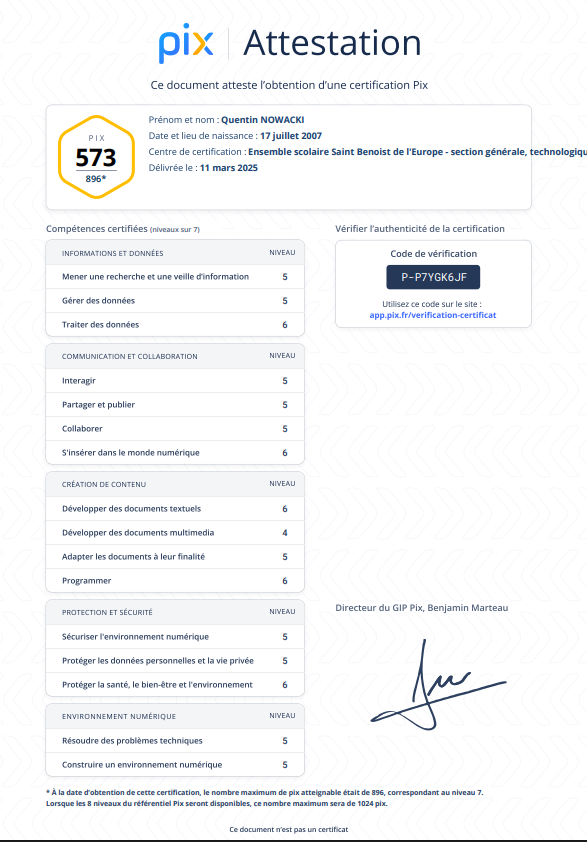 pix Attestation
Ce document atteste l'obtention d'une certification Pix
PIX
573
896*
Prénom et nom : Quentin NOWACKI
Date et lieu de naissance : 17 juillet 2007
Centre de certification : Ensemble scolaire Saint Benoist de l'Europe - section générale, technologiqu
Délivrée le : 11 mars 2025
Compétences certifiées (niveaux sur 7)
INFORMATIONS ET DONNÉES NIVEAU
Mener une recherche et une veille d'information 5
Gérer des données 5
Traiter des données 6
COMMUNICATION ET COLLABORATION NIVEAU
Interagir 5
Partager et publier 5
Collaborer 5
S'insérer dans le monde numérique 6
CRÉATION DE CONTENU NIVEAU
Développer des documents textuels 6
Développer des documents multimedia 4
Adapter les documents à leur finalité 5
Programmer 6
PROTECTION ET SÉCURITÉ NIVEAU
Sécuriser l'environnement numérique 5
Protéger les données personnelles et la vie privée 5
Protéger la santé, le bien-être et l'environnement 6
ENVIRONNEMENT NUMÉRIQUE NIVEAU
Résoudre des problèmes techniques 5
Construire un environnement numérique 5
Vérifier l'authenticité de la certification
Code de vérification
P-P7YGK6JF
Utilisez ce code sur le site :
app.pix.fr/verification-certificat
Directeur du GIP Pix, Benjamin Marteau
* À la date d'obtention de cette certification, le nombre maximum de pix atteignable était de 896, correspondant au niveau 7.
Lorsque les 8 niveaux du référentiel Pix seront disponibles, ce nombre maximum sera de 1024 pix.
Ce document n'est pas un certificat